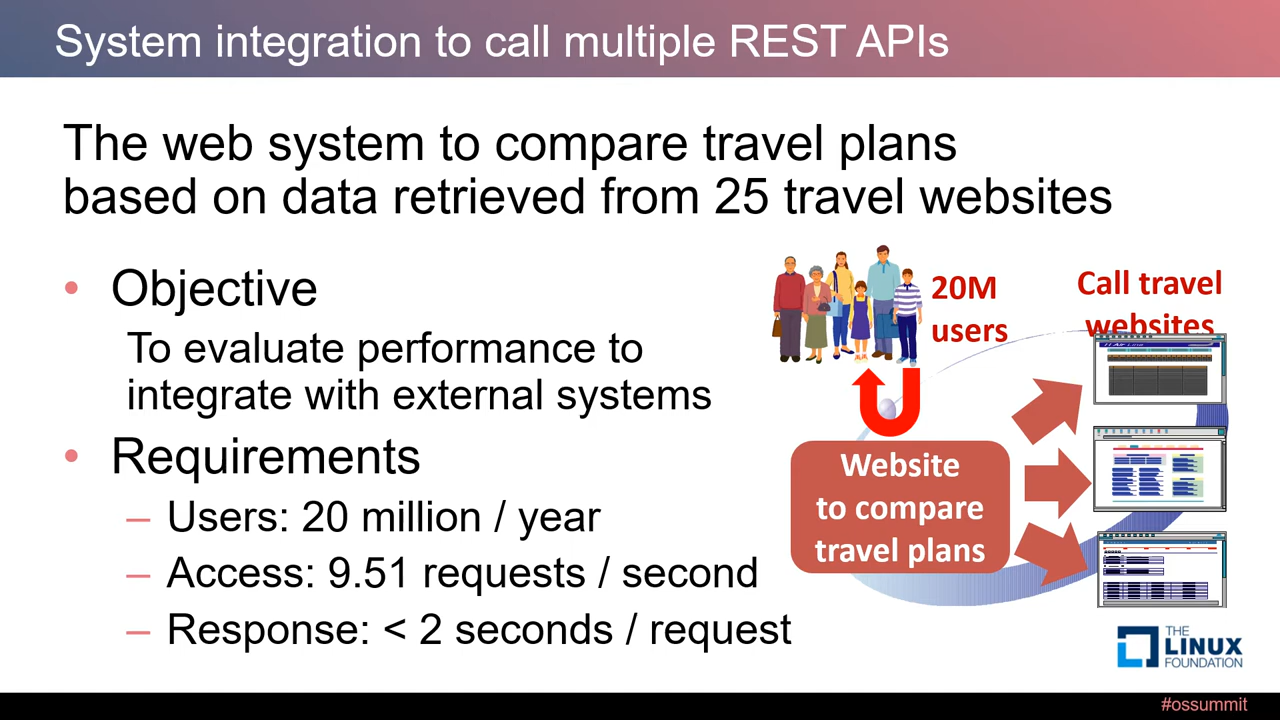 System integration to call multiple REST APIs
The web system to compare travel plans
based on data retrieved from 25 travel websites
• Objective
To evaluate performance to
integrate with external systems
• Requirements
– Users: 20 million / year
– Access: 9.51 requests / second
– Response: < 2 seconds / request
20M
users
Call travel
websites
Website
to compare
travel plans
THE
LINUX
FOUNDATION
#ossummit